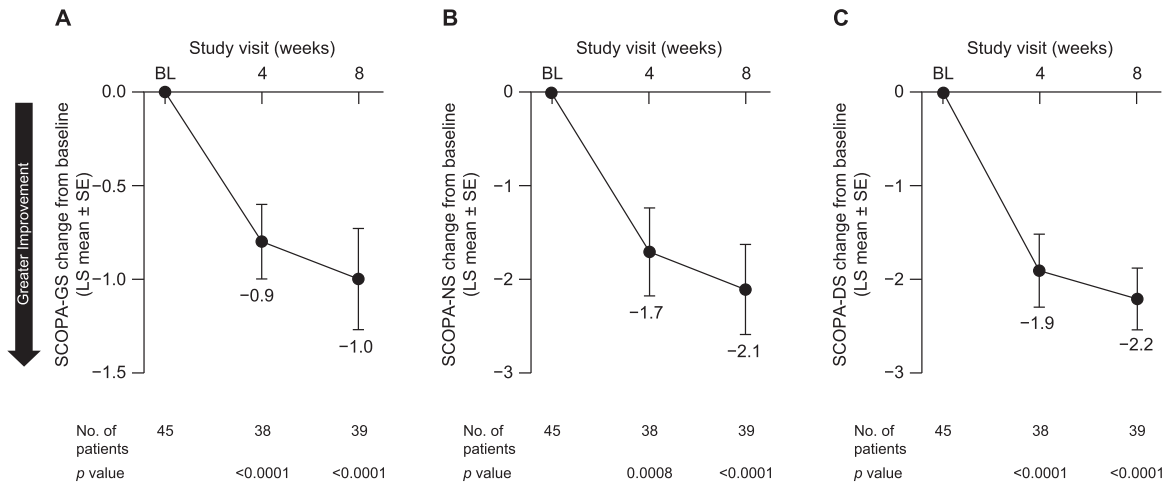 A
Study visit (weeks)
BL 4 8
0.0
−0.5
−1.0
−1.5
SCOPA-GS change from baseline
(LS mean ± SE)
Greater Improvement
−0.9
−1.0
No. of patients 45 38 39
p value <0.0001 <0.0001
B
Study visit (weeks)
BL 4 8
0
−1
−2
−3
SCOPA-NS change from baseline
(LS mean ± SE)
−1.7
−2.1
No. of patients 45 38 39
p value 0.0008 <0.0001
C
Study visit (weeks)
BL 4 8
0
−1
−2
−3
SCOPA-DS change from baseline
(LS mean ± SE)
−1.9
−2.2
No. of patients 45 38 39
p value <0.0001 <0.0001